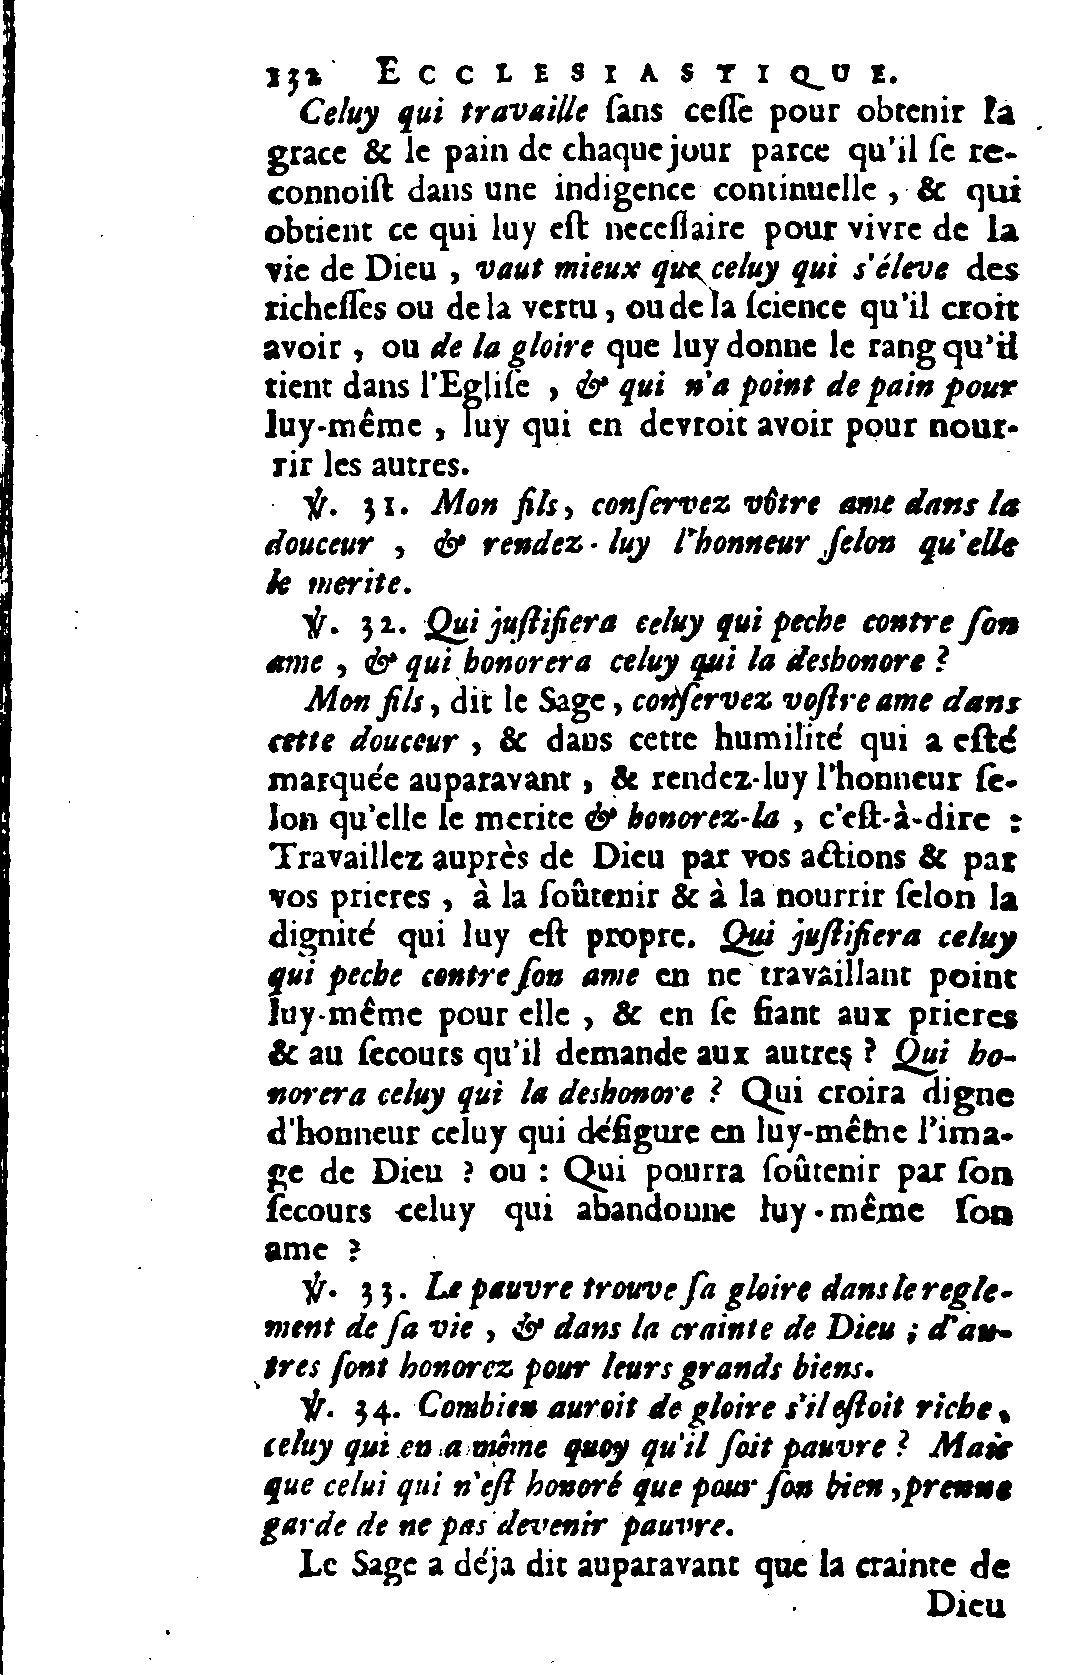 132 ECCLESIASTIQUE.
Celuy qui travaille ſans ceſſe pour obtenir la
grace & le pain de chaque jour parce qu'il ſe re-
connoiſt dans une indigence continuelle , & qui
obtient ce qui luy eſt neceſſaire pour vivre de la
vie de Dieu , vaut mieux que celuy qui s'éleve des
richeſſes ou de la vertu , ou de la ſcience qu'il croit
avoir , ou de la gloire que luy donne le rang qu'il
tient dans l'Egliſe , & qui n'a point de pain pour
luy-même , luy qui en devroit avoir pour nour-
rir les autres.
℣. 31. Mon fils, conſervez vôtre ame dans la
douceur , & rendez-luy l'honneur ſelon qu'elle
le merite.
℣. 32. Qui juſtifiera celuy qui peche contre ſon
ame , & qui honorera celuy qui la deshonore ?
Mon fils, dit le Sage, conſervez voſtre ame dans
cette douceur , & dans cette humilité qui a eſté
marquée auparavant , & rendez-luy l'honneur ſe-
lon qu'elle le merite & honorez-la , c'eſt-à-dire :
Travaillez auprès de Dieu par vos actions & par
vos prieres , à la ſoûtenir & à la nourrir ſelon la
dignité qui luy eſt propre. Qui juſtifiera celuy
qui peche contre ſon ame en ne travaillant point
luy-même pour elle , & en ſe fiant aux prieres
& au ſecours qu'il demande aux autres ? Qui ho-
norera celuy qui la deshonore ? Qui croira digne
d'honneur celuy qui défigure en luy-même l'ima-
ge de Dieu ? ou : Qui pourra ſoûtenir par ſon
ſecours celuy qui abandonne luy-même ſon
ame ?
℣. 33. Le pauvre trouve ſa gloire dans le regle-
ment de ſa vie , & dans la crainte de Dieu ; d'au-
tres ſont honorez pour leurs grands biens.
℣. 34. Combien auroit de gloire s'il eſtoit riche,
celuy qui en a même quoy qu'il ſoit pauvre ? Mais
que celui qui n'eſt honoré que pour ſon bien , prenne
garde de ne pas devenir pauvre.
Le Sage a déja dit auparavant que la crainte de
Dieu